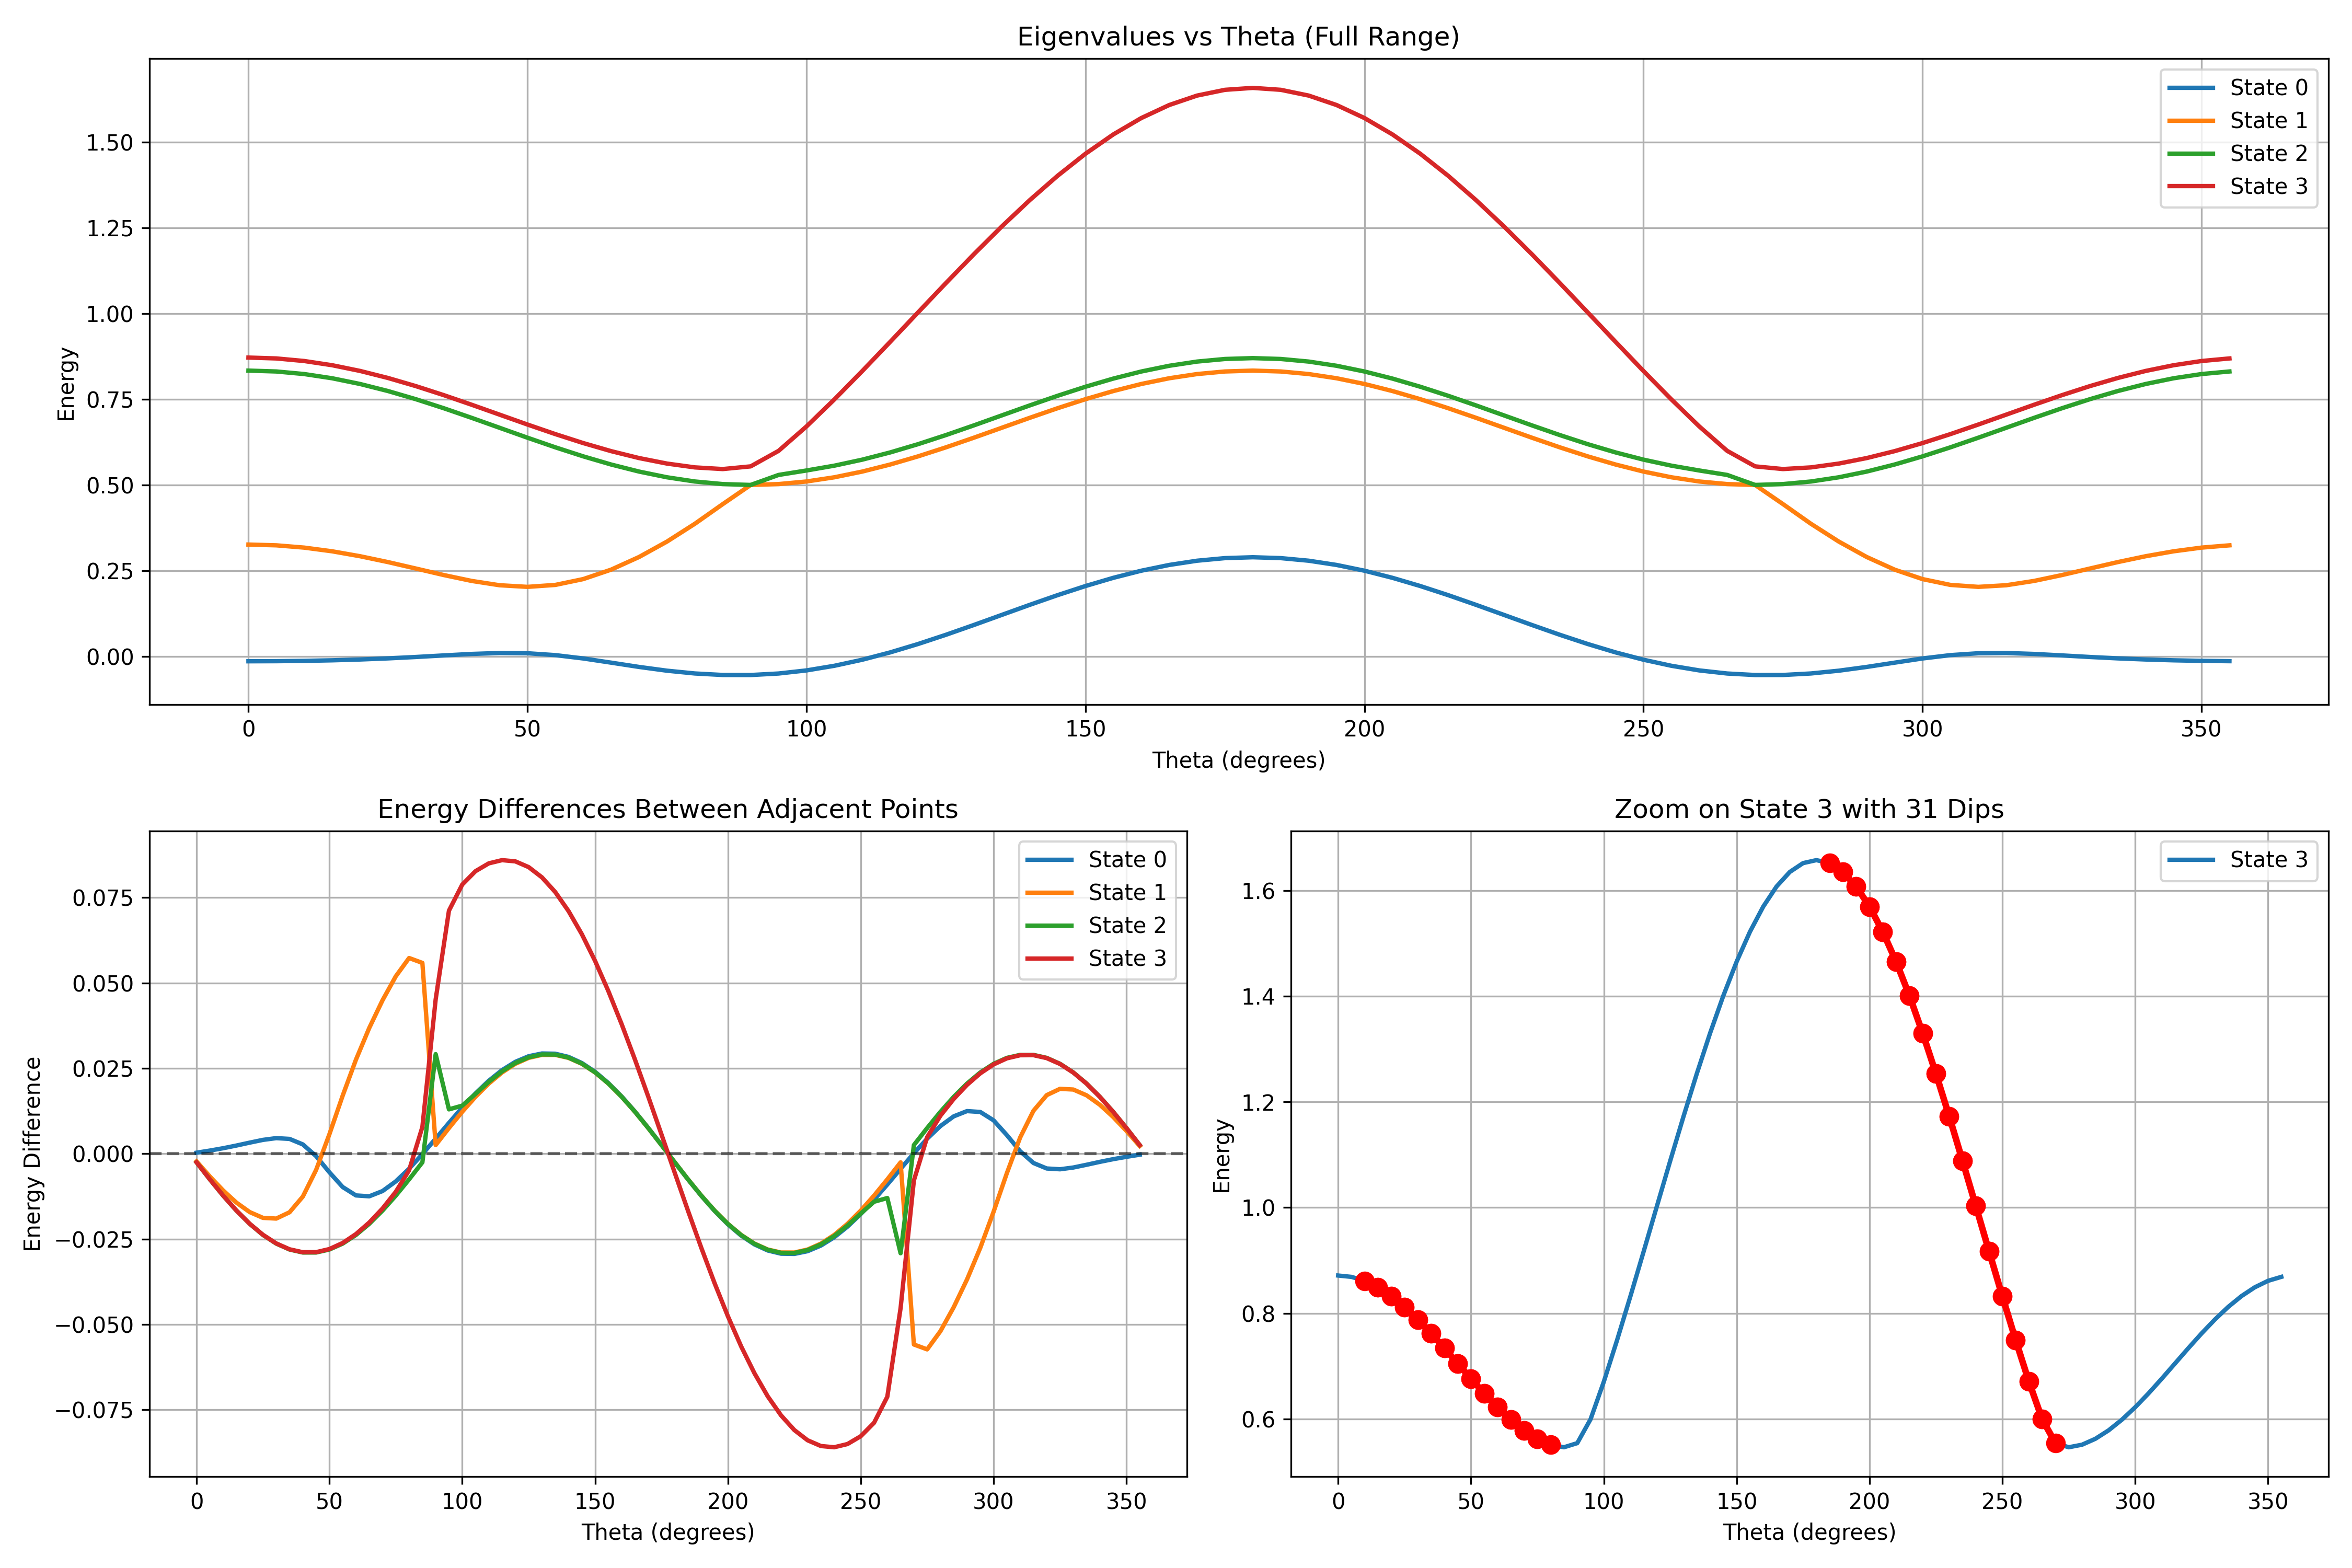 Eigenvalues vs Theta (Full Range)
State 0
State 1
State 2
State 3
1.50
1.25
1.00
0.75
0.50
0.25
0.00
Energy
0 50 100 150 200 250 300 350
Theta (degrees)
Energy Differences Between Adjacent Points
State 0
State 1
State 2
State 3
0.075
0.050
0.025
0.000
−0.025
−0.050
−0.075
Energy Difference
0 50 100 150 200 250 300 350
Theta (degrees)
Zoom on State 3 with 31 Dips
State 3
1.6
1.4
1.2
1.0
0.8
0.6
Energy
0 50 100 150 200 250 300 350
Theta (degrees)